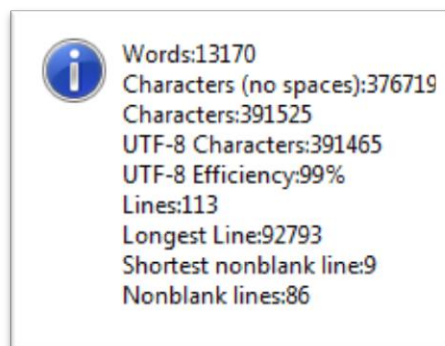 Words:13170
Characters (no spaces):376719
Characters:391525
UTF-8 Characters:391465
UTF-8 Efficiency:99%
Lines:113
Longest Line:92793
Shortest nonblank line:9
Nonblank lines:86